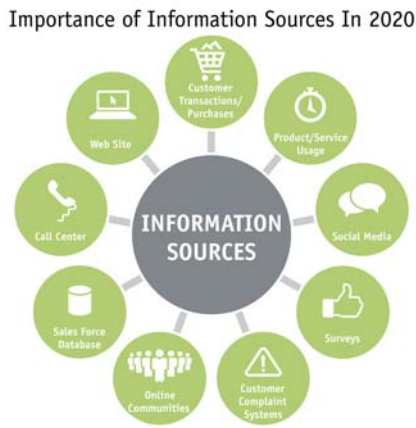 Importance of Information Sources In 2020
Customer
Transactions/
Purchases
Product/Service
Usage
Social Media
Surveys
Customer
Complaint
Systems
Online
Communities
Sales Force
Database
Call Center
Web Site
INFORMATION
SOURCES